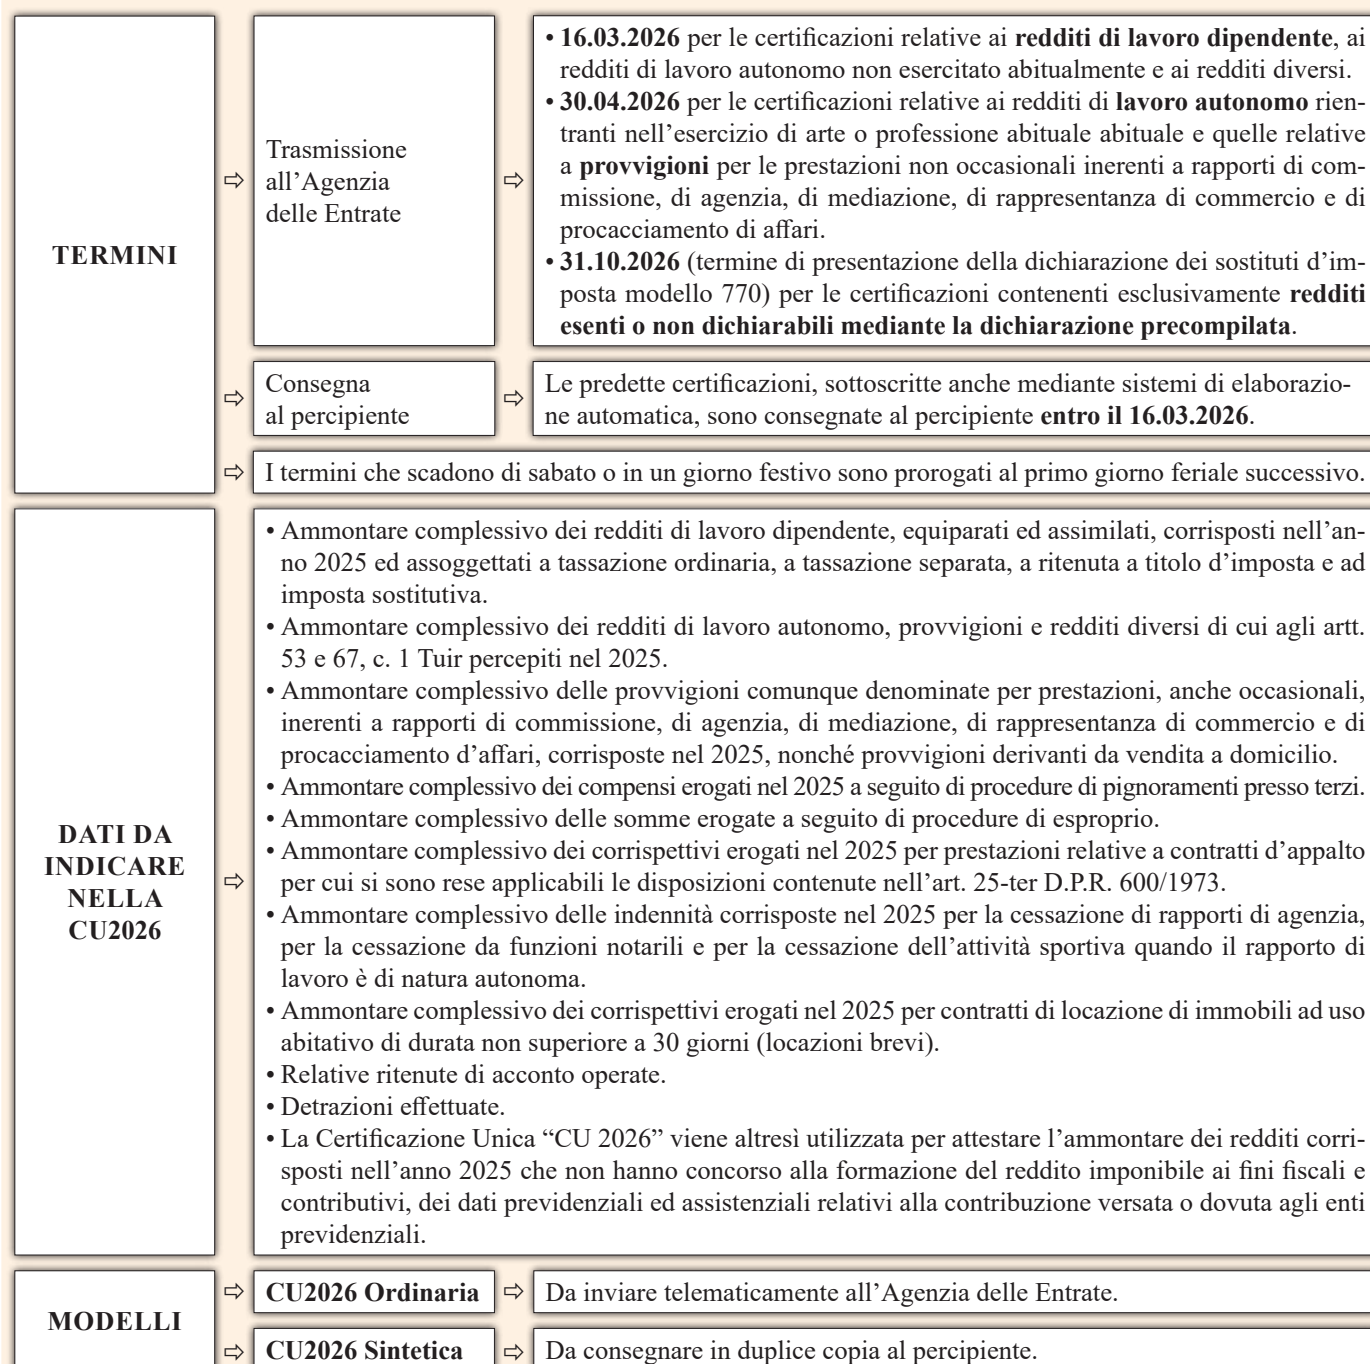 TERMINI
⇨
Trasmissione
all’Agenzia
delle Entrate
⇨
• 16.03.2026 per le certificazioni relative ai redditi di lavoro dipendente, ai
redditi di lavoro autonomo non esercitato abitualmente e ai redditi diversi.
• 30.04.2026 per le certificazioni relative ai redditi di lavoro autonomo rien-
tranti nell’esercizio di arte o professione abituale abituale e quelle relative
a provvigioni per le prestazioni non occasionali inerenti a rapporti di com-
missione, di agenzia, di mediazione, di rappresentanza di commercio e di
procacciamento di affari.
• 31.10.2026 (termine di presentazione della dichiarazione dei sostituti d’im-
posta modello 770) per le certificazioni contenenti esclusivamente redditi
esenti o non dichiarabili mediante la dichiarazione precompilata.
⇨
Consegna
al percipiente
⇨
Le predette certificazioni, sottoscritte anche mediante sistemi di elaborazio-
ne automatica, sono consegnate al percipiente entro il 16.03.2026.
⇨
I termini che scadono di sabato o in un giorno festivo sono prorogati al primo giorno feriale successivo.
DATI DA
INDICARE
NELLA
CU2026
⇨
• Ammontare complessivo dei redditi di lavoro dipendente, equiparati ed assimilati, corrisposti nell’an-
no 2025 ed assoggettati a tassazione ordinaria, a tassazione separata, a ritenuta a titolo d’imposta e ad
imposta sostitutiva.
• Ammontare complessivo dei redditi di lavoro autonomo, provvigioni e redditi diversi di cui agli artt.
53 e 67, c. 1 Tuir percepiti nel 2025.
• Ammontare complessivo delle provvigioni comunque denominate per prestazioni, anche occasionali,
inerenti a rapporti di commissione, di agenzia, di mediazione, di rappresentanza di commercio e di
procacciamento d’affari, corrisposte nel 2025, nonché provvigioni derivanti da vendita a domicilio.
• Ammontare complessivo dei compensi erogati nel 2025 a seguito di procedure di pignoramenti presso terzi.
• Ammontare complessivo delle somme erogate a seguito di procedure di esproprio.
• Ammontare complessivo dei corrispettivi erogati nel 2025 per prestazioni relative a contratti d’appalto
per cui si sono rese applicabili le disposizioni contenute nell’art. 25-ter D.P.R. 600/1973.
• Ammontare complessivo delle indennità corrisposte nel 2025 per la cessazione di rapporti di agenzia,
per la cessazione da funzioni notarili e per la cessazione dell’attività sportiva quando il rapporto di
lavoro è di natura autonoma.
• Ammontare complessivo dei corrispettivi erogati nel 2025 per contratti di locazione di immobili ad uso
abitativo di durata non superiore a 30 giorni (locazioni brevi).
• Relative ritenute di acconto operate.
• Detrazioni effettuate.
• La Certificazione Unica “CU 2026” viene altresì utilizzata per attestare l’ammontare dei redditi corri-
sposti nell’anno 2025 che non hanno concorso alla formazione del reddito imponibile ai fini fiscali e
contributivi, dei dati previdenziali ed assistenziali relativi alla contribuzione versata o dovuta agli enti
previdenziali.
MODELLI
⇨
CU2026 Ordinaria
⇨
Da inviare telematicamente all’Agenzia delle Entrate.
⇨
CU2026 Sintetica
⇨
Da consegnare in duplice copia al percipiente.